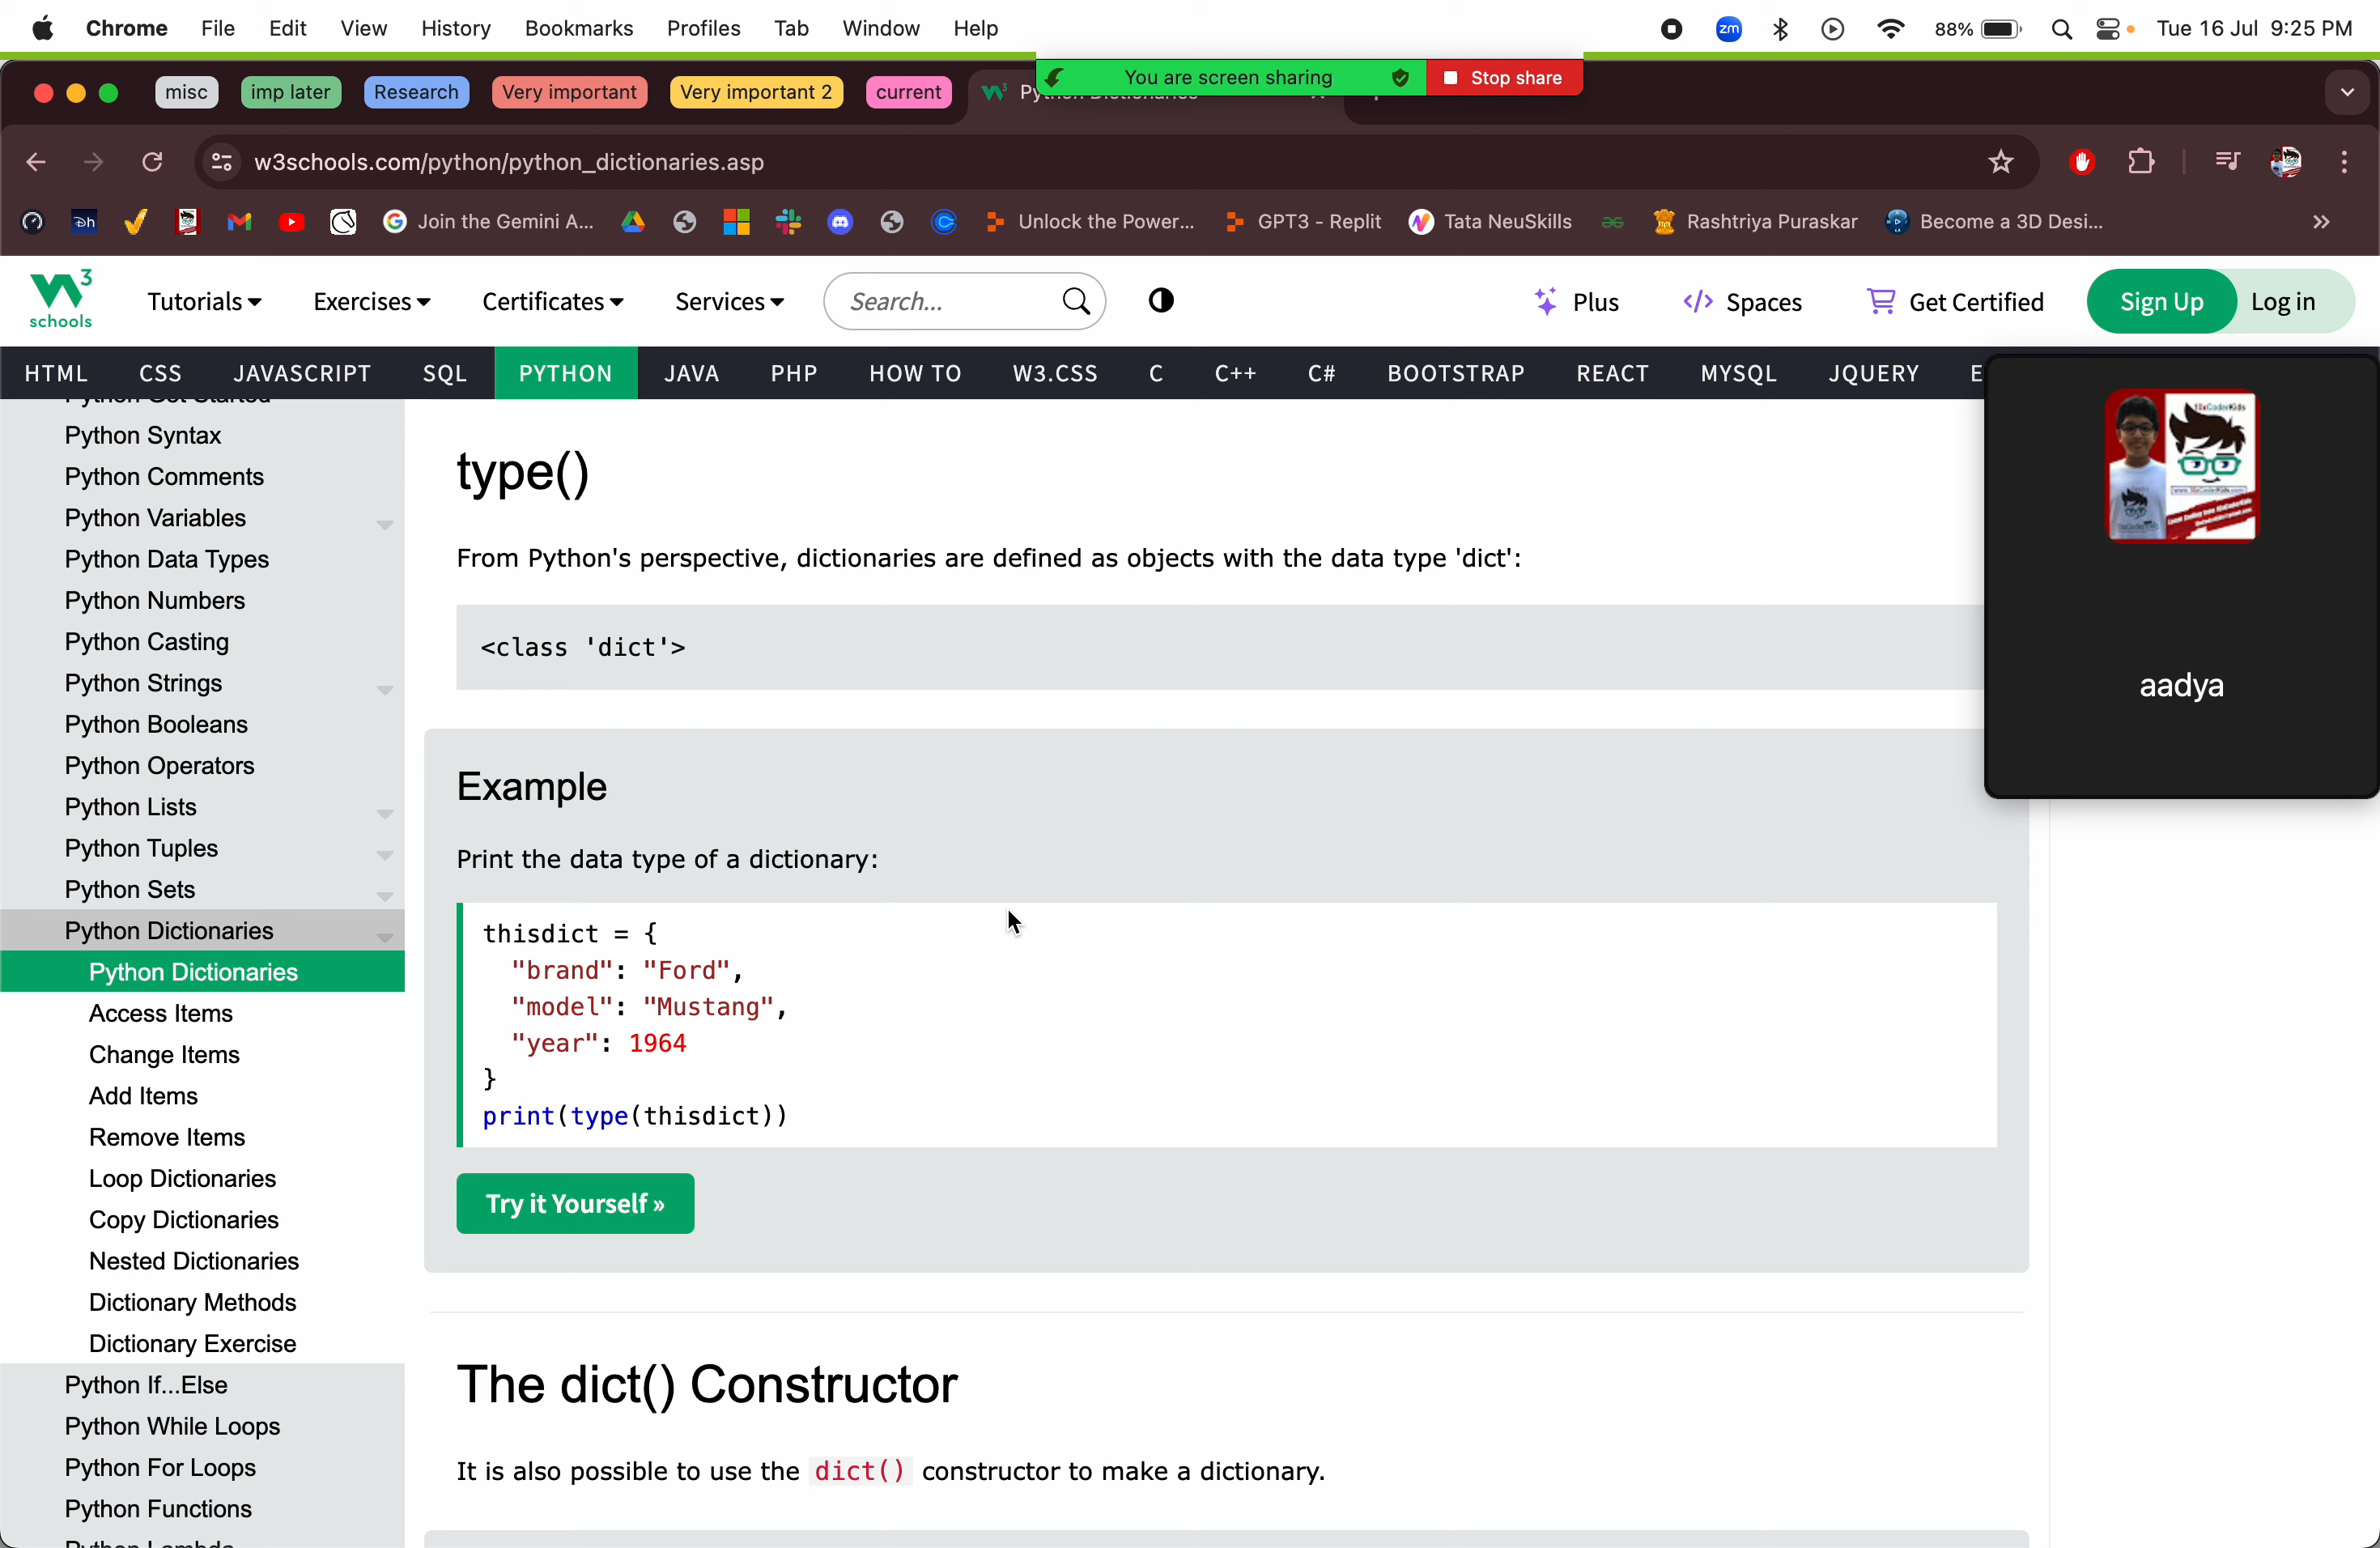 Chrome File Edit View History Bookmarks Profiles Tab Window Help zm 88% Tue 16 Jul 9:25 PM
You are screen sharing Stop share
misc imp later Research Very important Very important 2 current
w3schools.com/python/python_dictionaries.asp
Join the Gemini A... Unlock the Power... GPT3 - Replit Tata NeuSkills Rashtriya Puraskar Become a 3D Desi...
W3 schools Tutorials Exercises Certificates Services Search... Plus Spaces Get Certified Sign Up Log in
HTML CSS JAVASCRIPT SQL PYTHON JAVA PHP HOW TO W3.CSS C C++ C# BOOTSTRAP REACT MYSQL JQUERY E
Python Syntax
Python Comments
Python Variables
Python Data Types
Python Numbers
Python Casting
Python Strings
Python Booleans
Python Operators
Python Lists
Python Tuples
Python Sets
Python Dictionaries
Python Dictionaries
Access Items
Change Items
Add Items
Remove Items
Loop Dictionaries
Copy Dictionaries
Nested Dictionaries
Dictionary Methods
Dictionary Exercise
Python If...Else
Python While Loops
Python For Loops
Python Functions
type()
From Python's perspective, dictionaries are defined as objects with the data type 'dict':
<class 'dict'>
Example
Print the data type of a dictionary:
thisdict = {
"brand": "Ford",
"model": "Mustang",
"year": 1964
}
print(type(thisdict))
Try it Yourself »
The dict() Constructor
It is also possible to use the dict() constructor to make a dictionary.
aadya